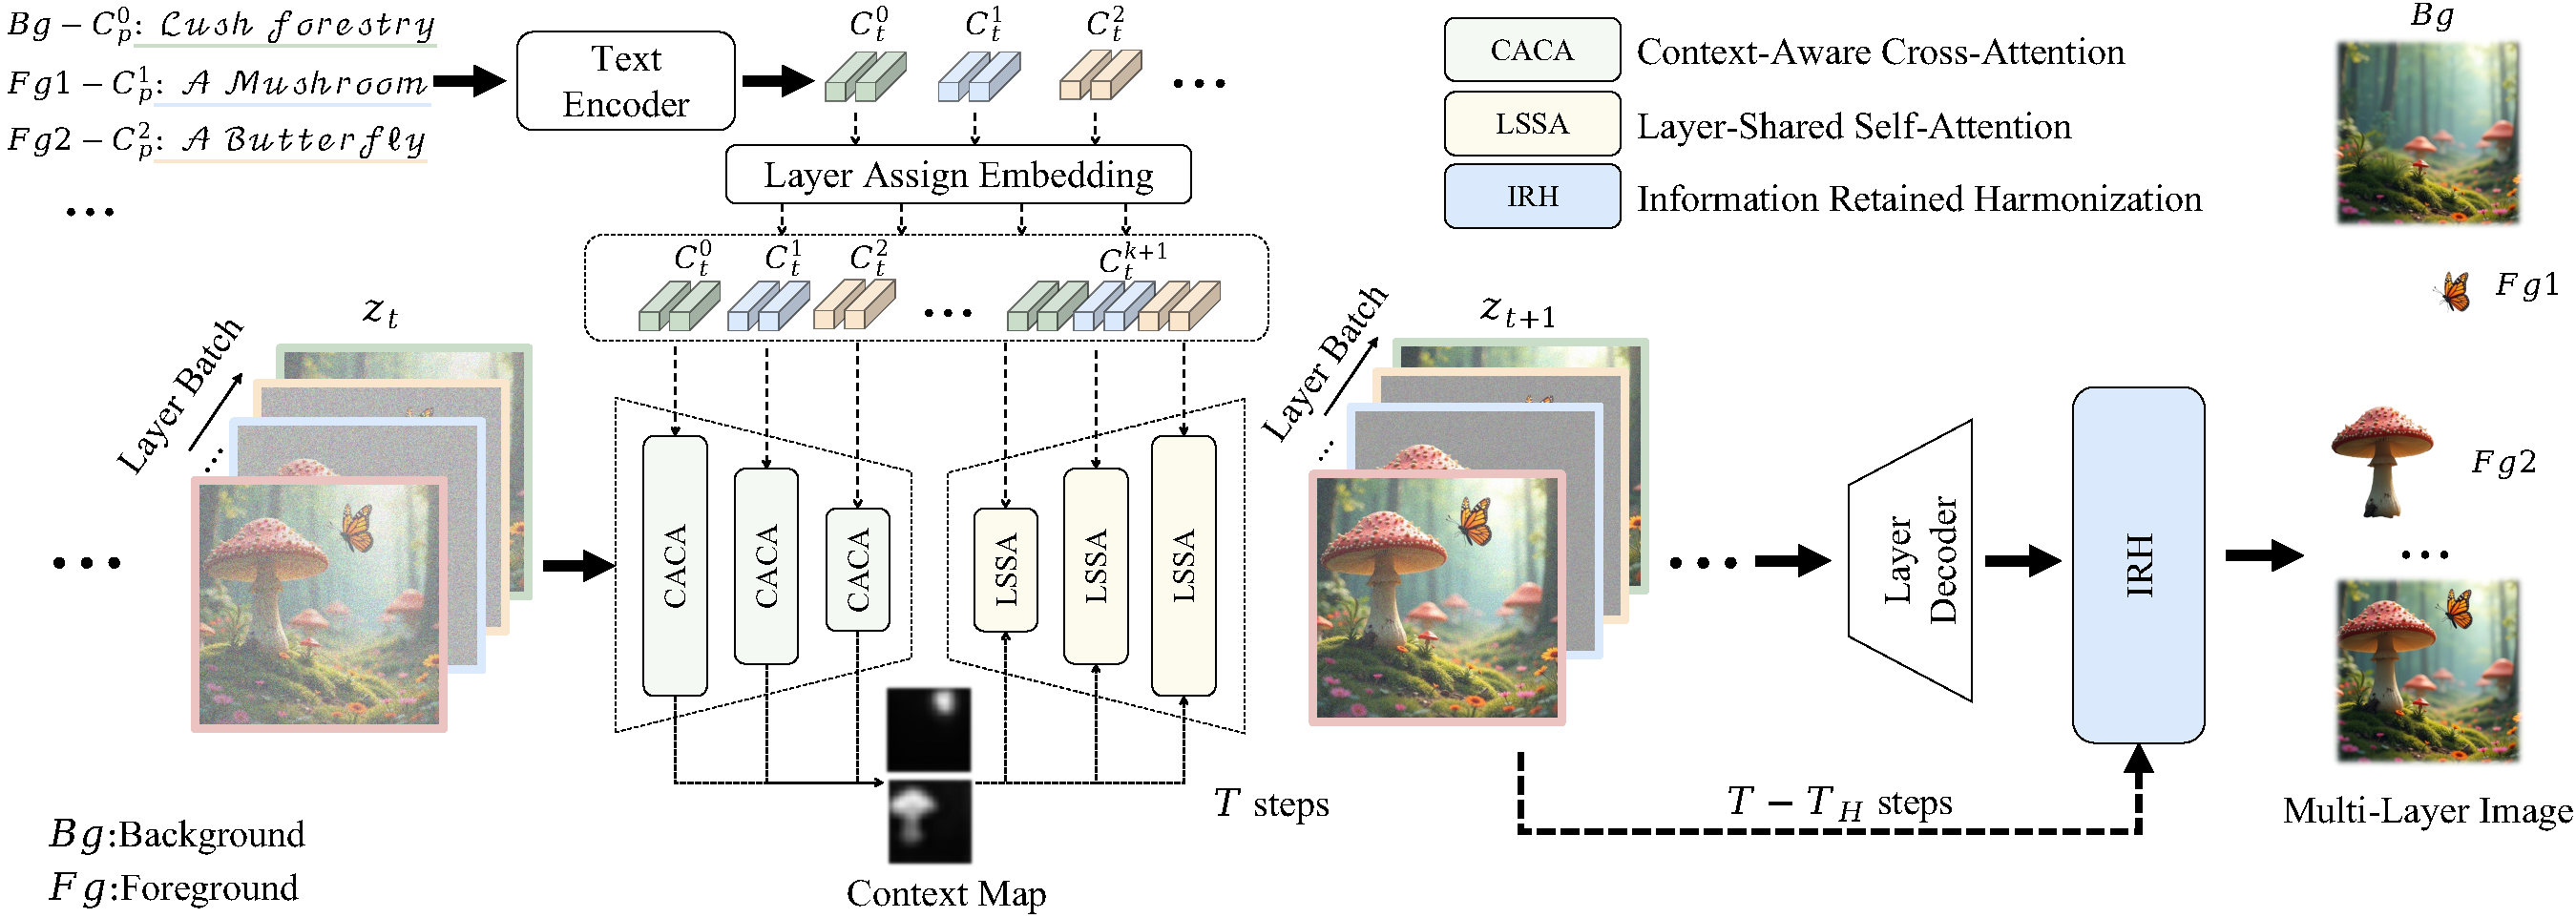 Bg − C_p^0: Lush forestry
Fg1 − C_p^1: A Mushroom
Fg2 − C_p^2: A Butterfly
...
Text
Encoder
C_t^0 C_t^1 C_t^2 ...
Layer Assign Embedding
C_t^0 C_t^1 C_t^2 ... C_t^{k+1}
CACA Context-Aware Cross-Attention
LSSA Layer-Shared Self-Attention
IRH Information Retained Harmonization
Bg
Fg1
Fg2
...
Multi-Layer Image
Layer Batch
...
z_t
...
CACA
CACA
CACA
LSSA
LSSA
LSSA
Context Map
T steps
Layer Batch
...
z_{t+1}
...
Layer
Decoder
IRH
T − T_H steps
Bg:Background
Fg:Foreground